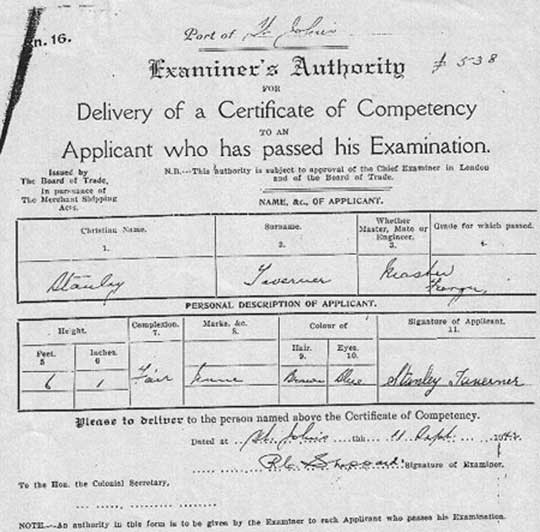 n. 16.
Port of St. John's
Examiner's Authority # 538
FOR
Delivery of a Certificate of Competency
TO AN
Applicant who has passed his Examination.
Issued by
The Board of Trade,
in pursuance of
The Merchant Shipping
Acts.
N.B.---This authority is subject to approval of the Chief Examiner in London
and of the Board of Trade.
NAME, &c., OF APPLICANT.
Christian Name. Surname. Whether Master, Mate or Engineer. Grade for which passed.
1. 2. 3. 4.
Stanley Taverner Master Foreign
PERSONAL DESCRIPTION OF APPLICANT.
Height. Complexion. Marks, &c. Colour of Signature of Applicant.
7. 8. 11.
Feet. Inches Hair. Eyes.
5 6 9. 10.
6 1 Fair None Brown Blue Stanley Taverner
Please to deliver to the person named above the Certificate of Competency.
Dated at St. John's this 11 Sept. 194
Signature of Examiner.
To the Hon. the Colonial Secretary,
NOTE.---An authority in this form is to be given by the Examiner to each Applicant who passes his Examination.